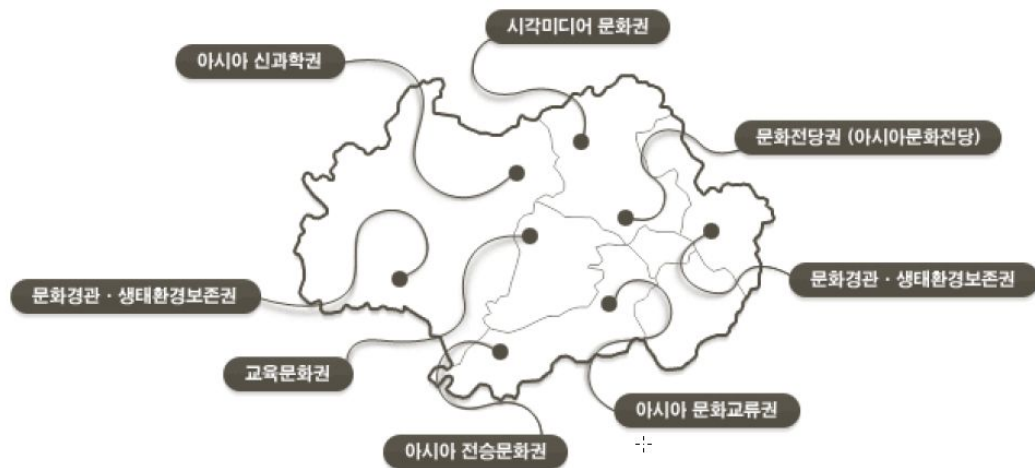 시각미디어 문화권
아시아 신과학권
문화전당권 (아시아문화전당)
문화경관 · 생태환경보존권
문화경관 · 생태환경보존권
교육문화권
아시아 문화교류권
아시아 전승문화권